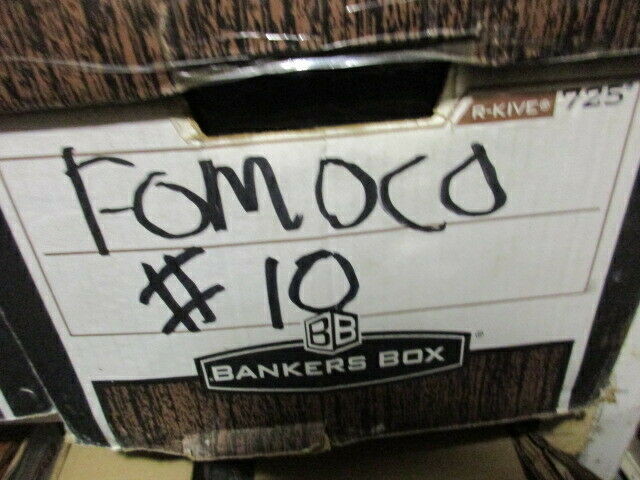 R-KIVE® 725
FOMOCO
# 10
BB ®
BANKERS BOX